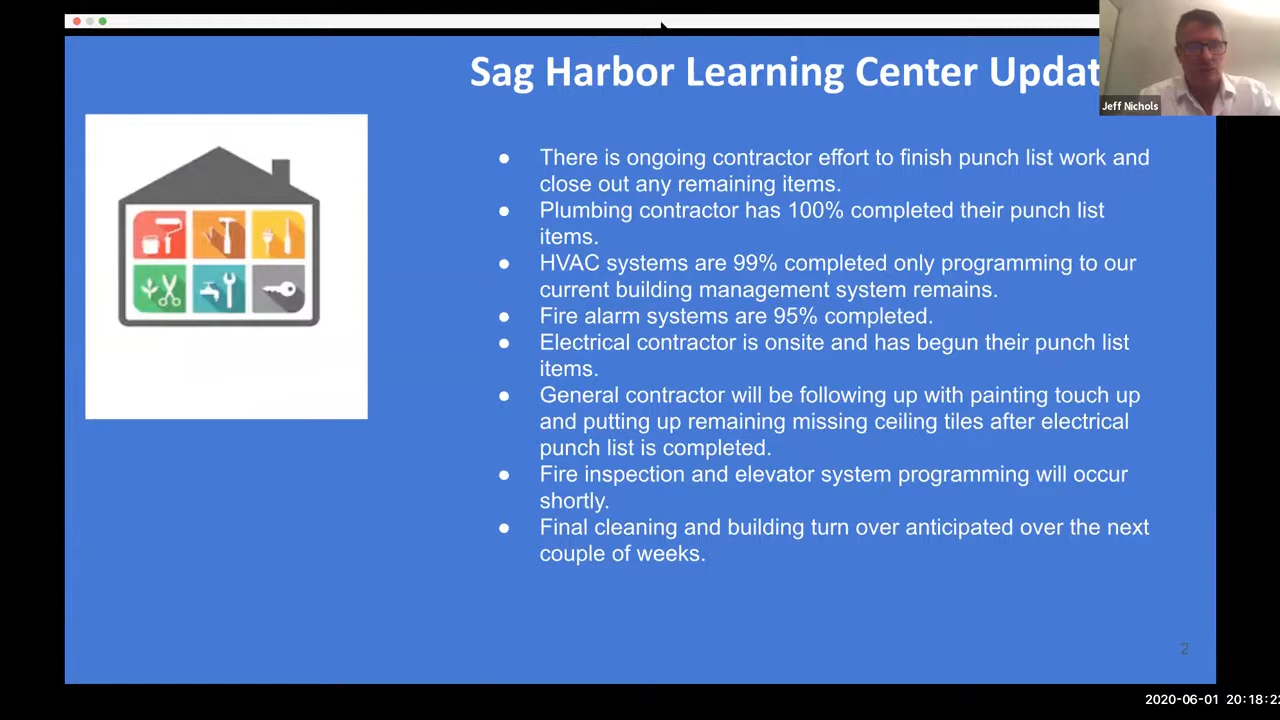 Sag Harbor Learning Center Updat
Jeff Nichols
● There is ongoing contractor effort to finish punch list work and
close out any remaining items.
● Plumbing contractor has 100% completed their punch list
items.
● HVAC systems are 99% completed only programming to our
current building management system remains.
● Fire alarm systems are 95% completed.
● Electrical contractor is onsite and has begun their punch list
items.
● General contractor will be following up with painting touch up
and putting up remaining missing ceiling tiles after electrical
punch list is completed.
● Fire inspection and elevator system programming will occur
shortly.
● Final cleaning and building turn over anticipated over the next
couple of weeks.
2
2020-06-01 20:18:22